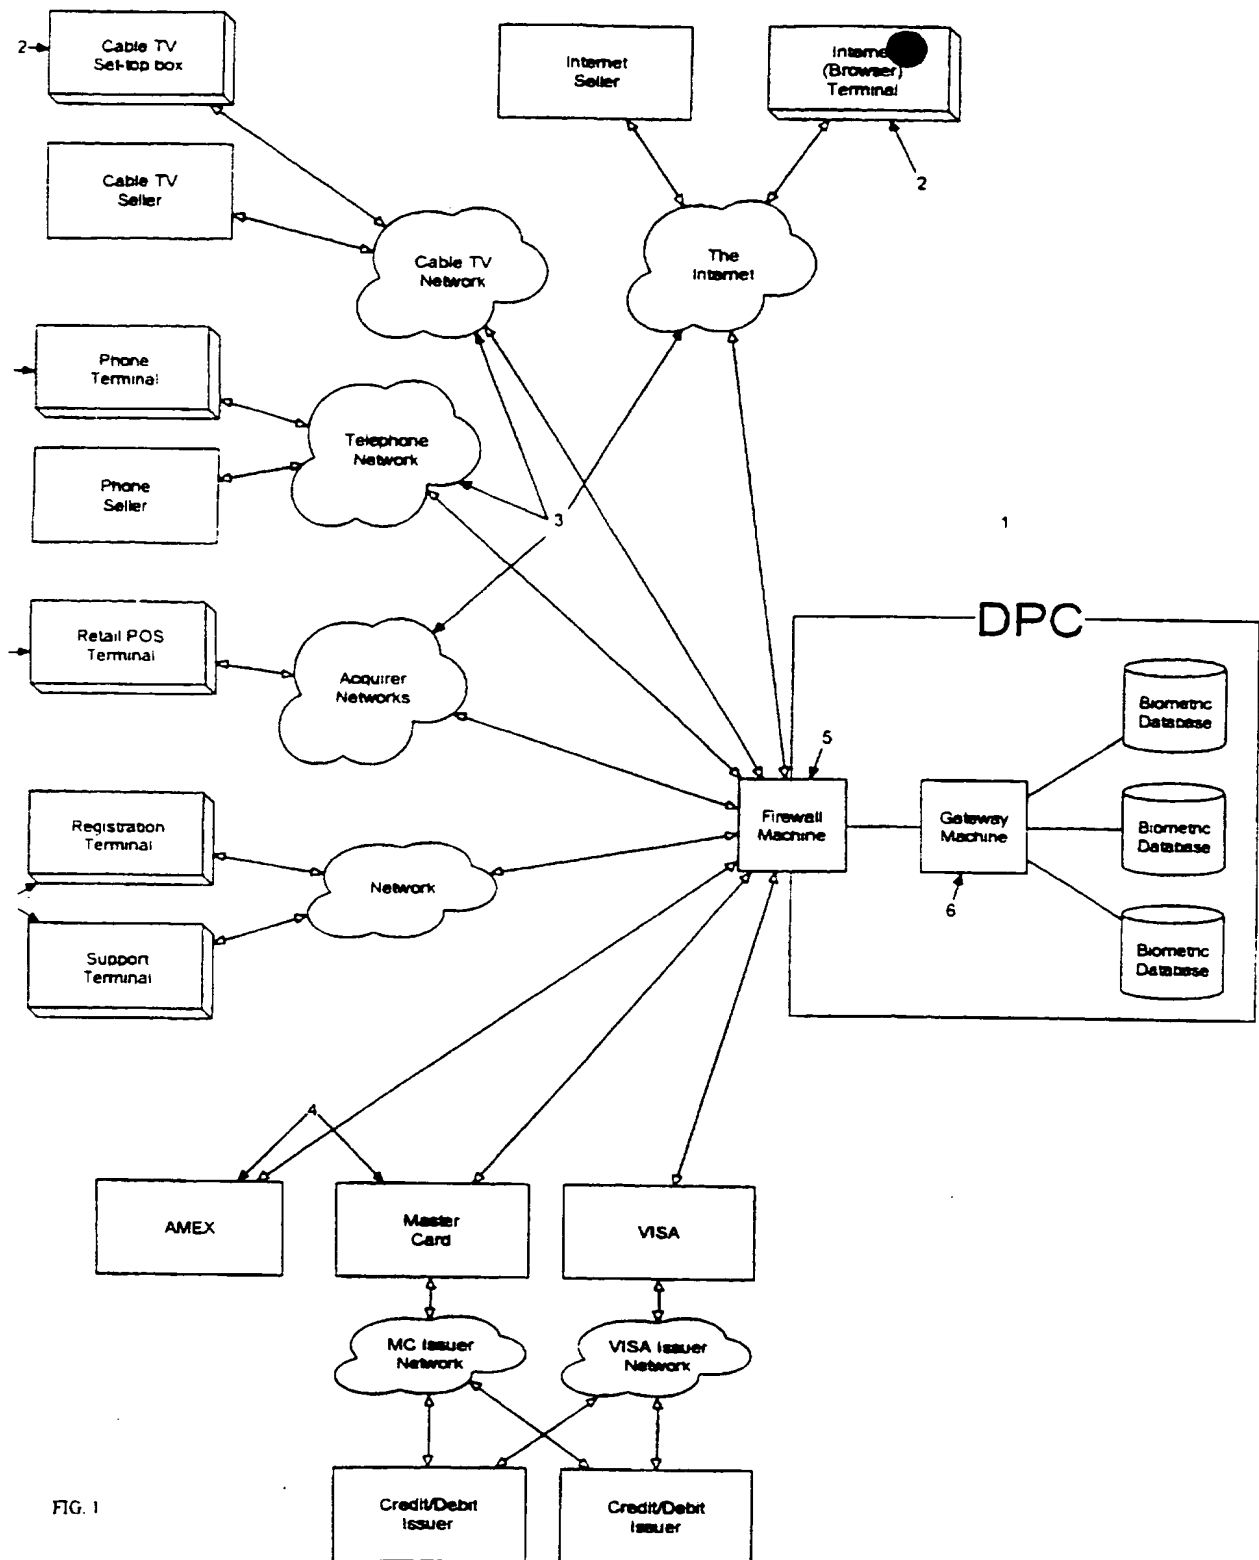 2
Cable TV
Set-top box
Internet
Seller
(Browser)
Terminal
2
Cable TV
Seller
Cable TV
Network
The
Internet
Phone
Terminal
Telephone
Network
Phone
Seller
3
1
Retail POS
Terminal
Acquirer
Networks
DPC
Biometric
Database
5
Firewall
Machine
Gateway
Machine
Biometric
Database
6
Biometric
Database
Registration
Terminal
Network
Support
Terminal
4
AMEX
Master
Card
VISA
MC Issuer
Network
VISA Issuer
Network
Credit/Debit
Issuer
Credit/Debit
Issuer
FIG. 1